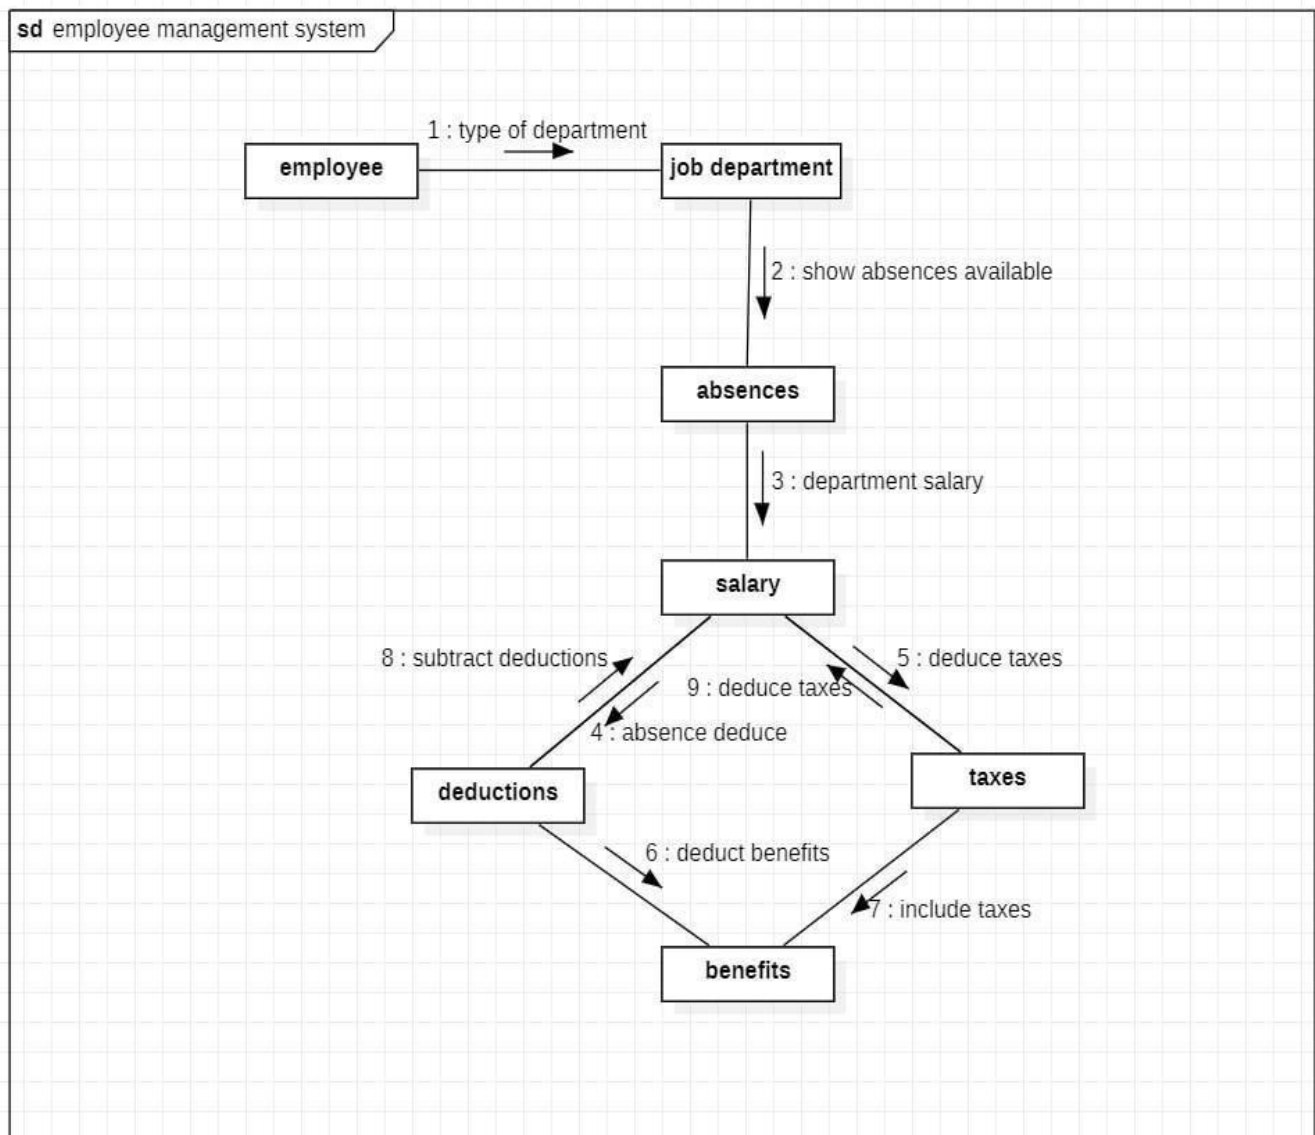 sd employee management system
1 : type of department
employee
job department
2 : show absences available
absences
3 : department salary
salary
8 : subtract deductions
5 : deduce taxes
9 : deduce taxes
4 : absence deduce
deductions
taxes
6 : deduct benefits
7 : include taxes
benefits